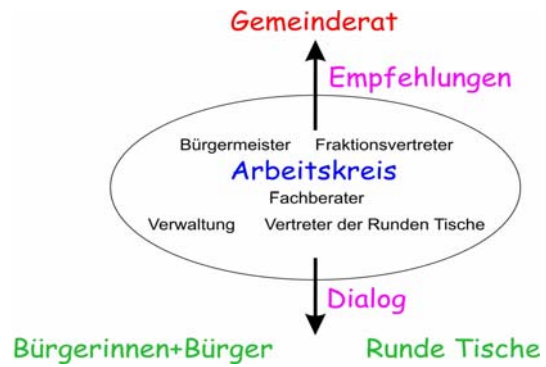 Gemeinderat
Empfehlungen
Bürgermeister Fraktionsvertreter
Arbeitskreis
Fachberater
Verwaltung Vertreter der Runden Tische
Dialog
Bürgerinnen+Bürger Runde Tische